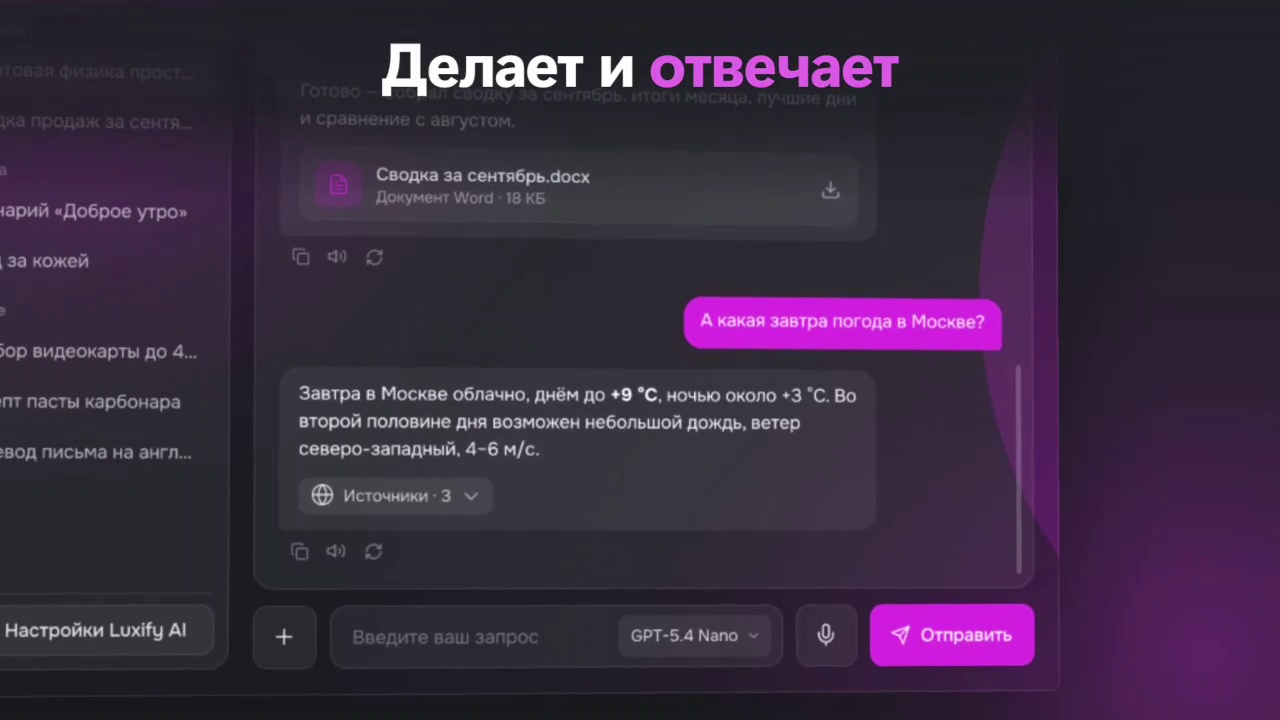 Делает и отвечает
товая физика прост...
дка продаж за сентя...
а
нарий «Доброе утро»
д за кожей
е
бор видеокарты до 4...
епт пасты карбонара
евод письма на англ...
Настройки Luxify AI
Готово — собрал сводку за сентябрь: итоги месяца, лучшие дни
и сравнение с августом.
Сводка за сентябрь.docx
Документ Word · 18 КБ
А какая завтра погода в Москве?
Завтра в Москве облачно, днём до +9 °C, ночью около +3 °C. Во
второй половине дня возможен небольшой дождь, ветер
северо-западный, 4–6 м/с.
Источники · 3
Введите ваш запрос
GPT-5.4 Nano
Отправить